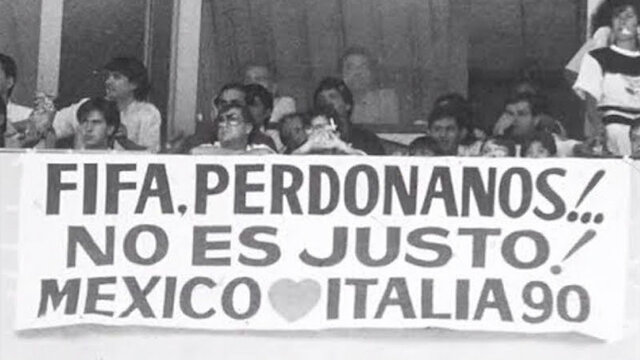 FIFA, PERDONANOS!...
NO ES JUSTO!
MEXICO ♥ ITALIA 90